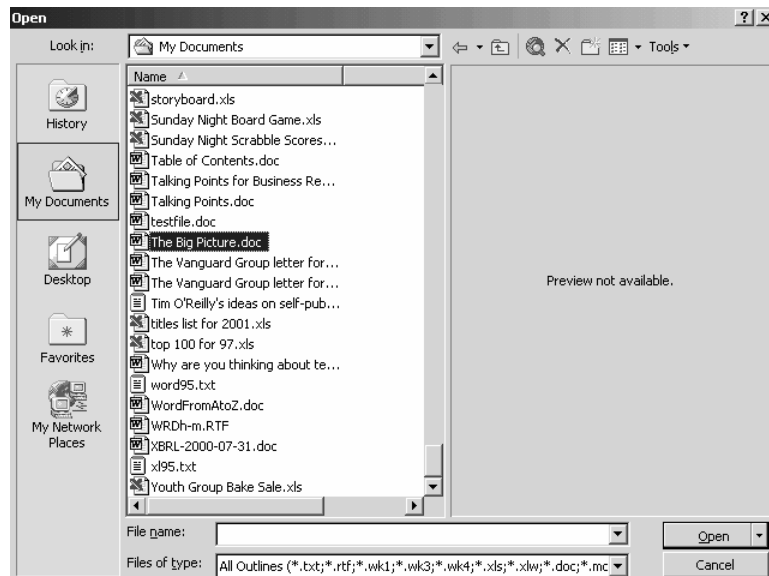 Open
Look in:
My Documents
Tools
History
My Documents
Desktop
Favorites
My Network
Places
Name
storyboard.xls
Sunday Night Board Game.xls
Sunday Night Scrabble Scores...
Table of Contents.doc
Talking Points for Business Re...
Talking Points.doc
testfile.doc
The Big Picture.doc
The Vanguard Group letter for...
The Vanguard Group letter for...
Tim O'Reilly's ideas on self-pub...
titles list for 2001.xls
top 100 for 97.xls
Why are you thinking about te...
word95.txt
WordFromAtoZ.doc
WRDh-m.RTF
XBRL-2000-07-31.doc
xl95.txt
Youth Group Bake Sale.xls
Preview not available.
File name:
Open
Files of type:
All Outlines (*.txt;*.rtf;*.wk1;*.wk3;*.wk4;*.xls;*.xlw;*.doc;*.mc
Cancel